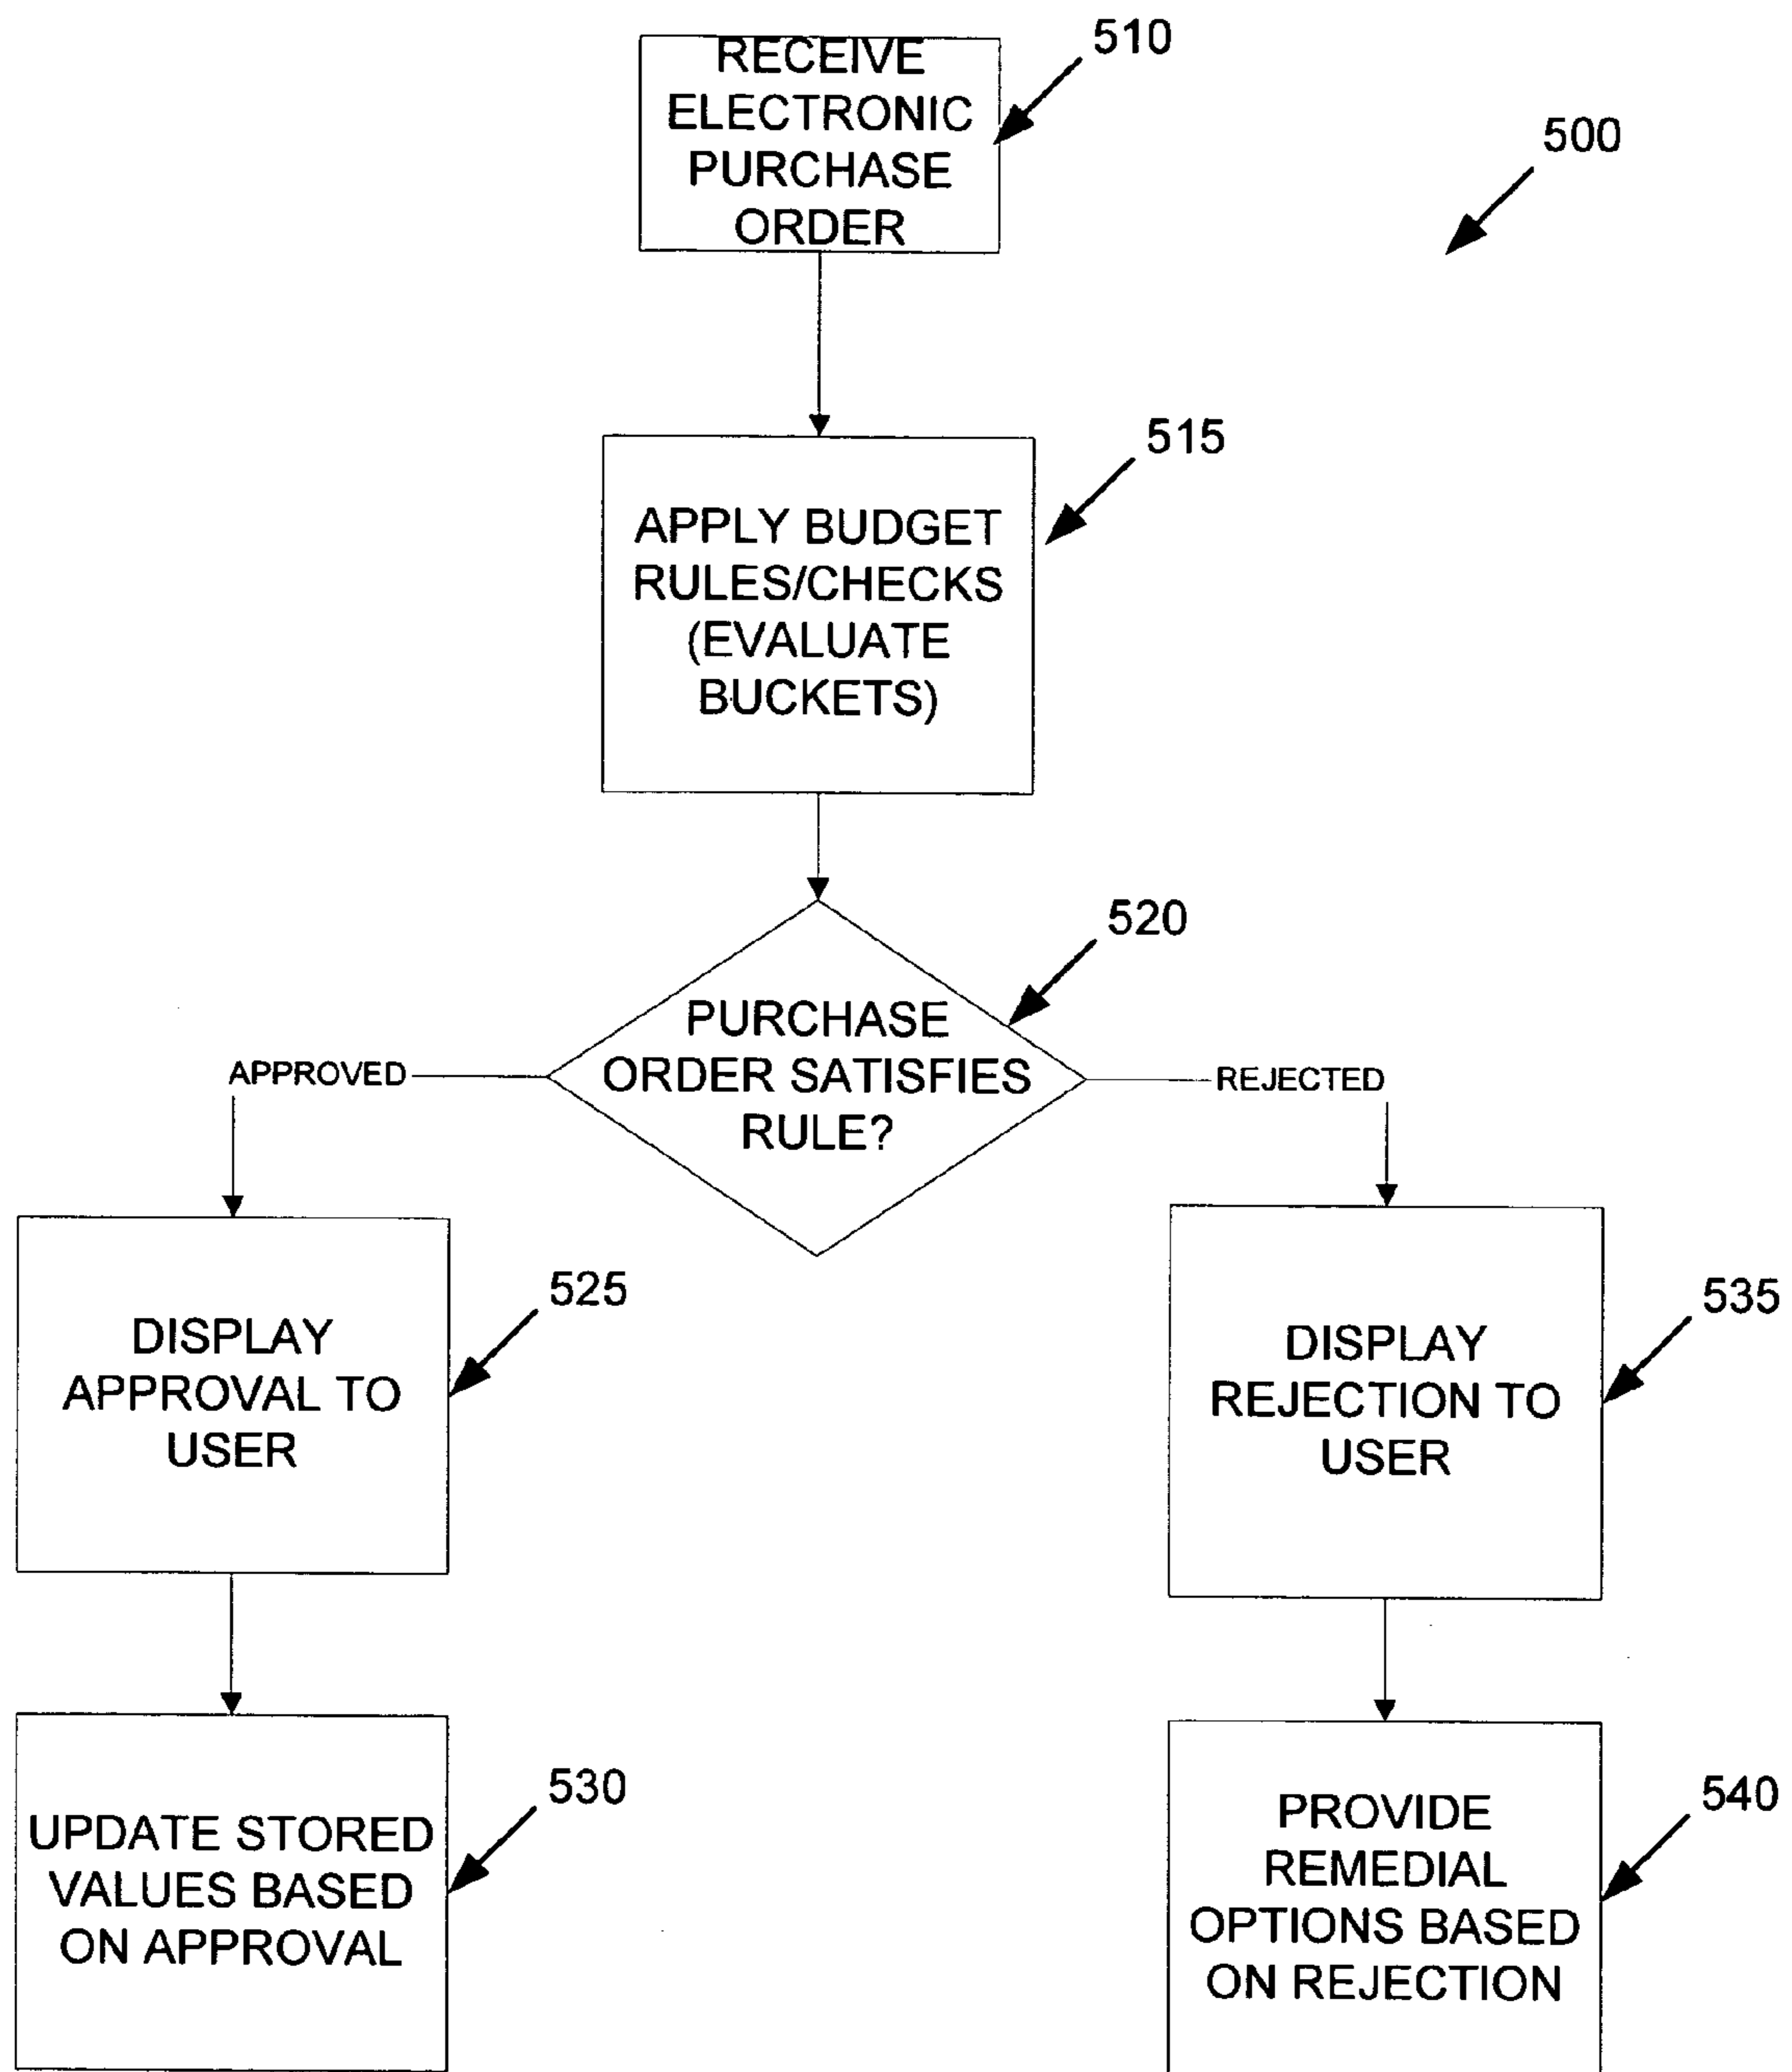 RECEIVE
ELECTRONIC
PURCHASE
ORDER
510
500
APPLY BUDGET
RULES/CHECKS
(EVALUATE
BUCKETS)
515
PURCHASE
ORDER SATISFIES
RULE?
520
APPROVED
REJECTED
DISPLAY
APPROVAL TO
USER
525
DISPLAY
REJECTION TO
USER
535
UPDATE STORED
VALUES BASED
ON APPROVAL
530
PROVIDE
REMEDIAL
OPTIONS BASED
ON REJECTION
540